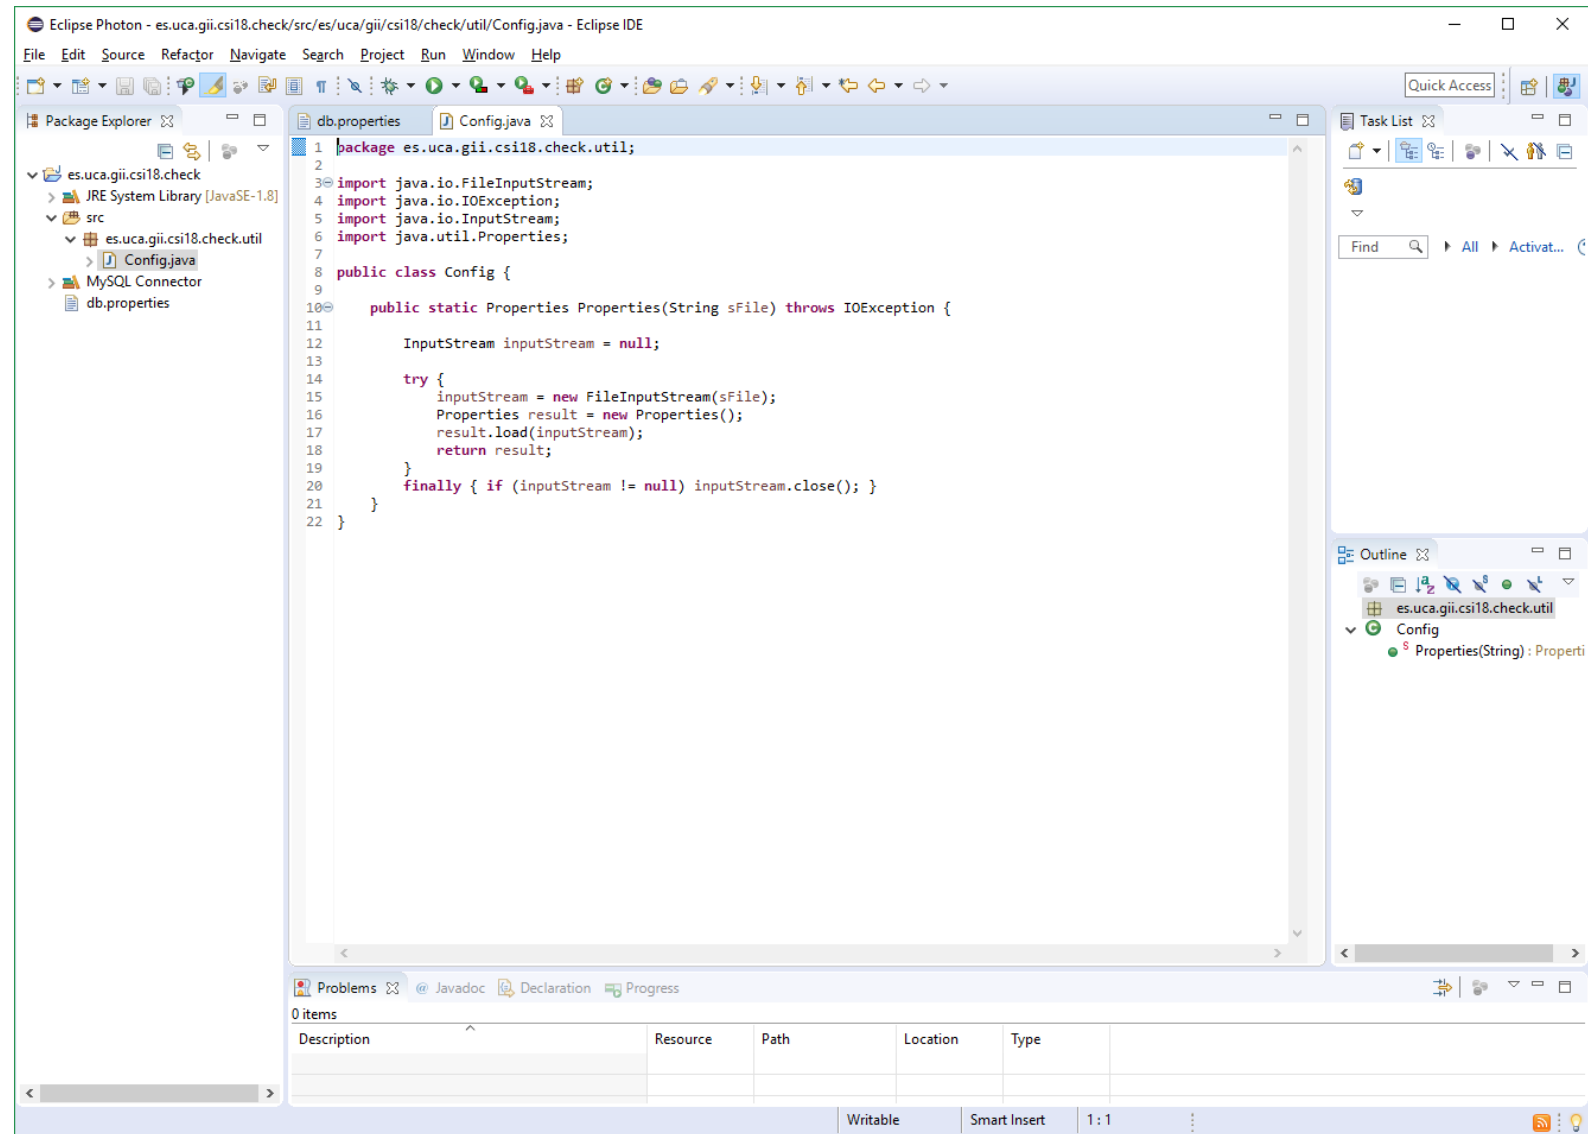 Eclipse Photon - es.uca.gii.csi18.check/src/es/uca/gii/csi18/check/util/Config.java - Eclipse IDE
File Edit Source Refactor Navigate Search Project Run Window Help
Quick Access
Package Explorer
es.uca.gii.csi18.check
JRE System Library [JavaSE-1.8]
src
es.uca.gii.csi18.check.util
Config.java
MySQL Connector
db.properties
db.properties Config.java
1 package es.uca.gii.csi18.check.util;
2
3 import java.io.FileInputStream;
4 import java.io.IOException;
5 import java.io.InputStream;
6 import java.util.Properties;
7
8 public class Config {
9
10 public static Properties Properties(String sFile) throws IOException {
11
12 InputStream inputStream = null;
13
14 try {
15 inputStream = new FileInputStream(sFile);
16 Properties result = new Properties();
17 result.load(inputStream);
18 return result;
19 }
20 finally { if (inputStream != null) inputStream.close(); }
21 }
22 }
Task List
Find All Activat...
Outline
es.uca.gii.csi18.check.util
Config
S Properties(String) : Properti
Problems @ Javadoc Declaration Progress
0 items
Description Resource Path Location Type
Writable Smart Insert 1 : 1